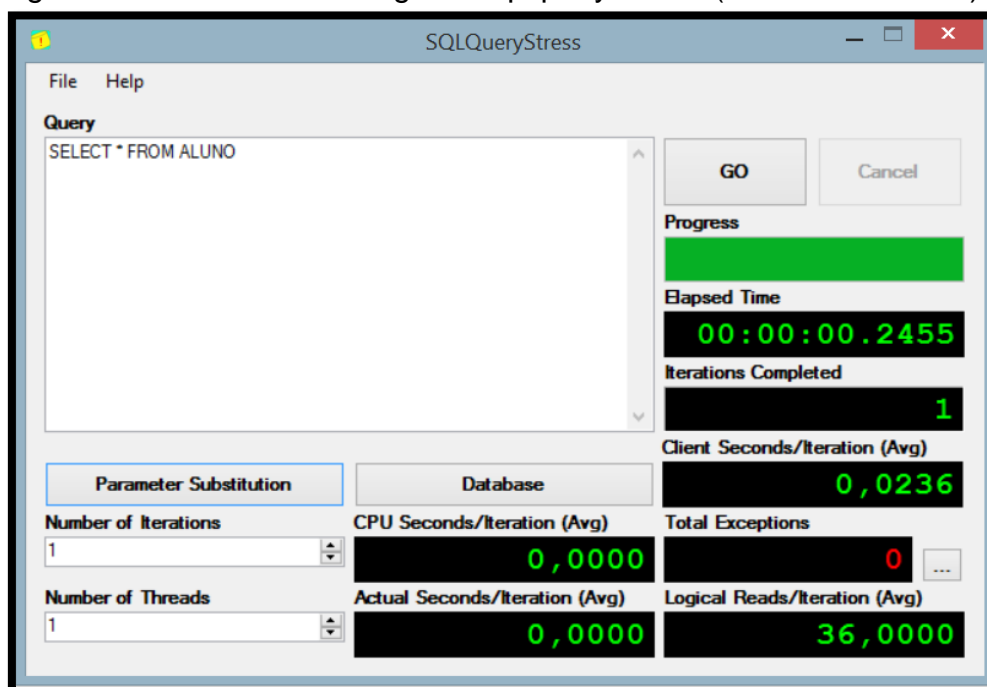 SQLQueryStress
File Help
Query
SELECT * FROM ALUNO
GO
Cancel
Progress
Elapsed Time
00:00:00.2455
Iterations Completed
1
Client Seconds/Iteration (Avg)
0,0236
Parameter Substitution
Database
Number of Iterations
1
CPU Seconds/Iteration (Avg)
0,0000
Total Exceptions
0
...
Number of Threads
1
Actual Seconds/Iteration (Avg)
0,0000
Logical Reads/Iteration (Avg)
36,0000